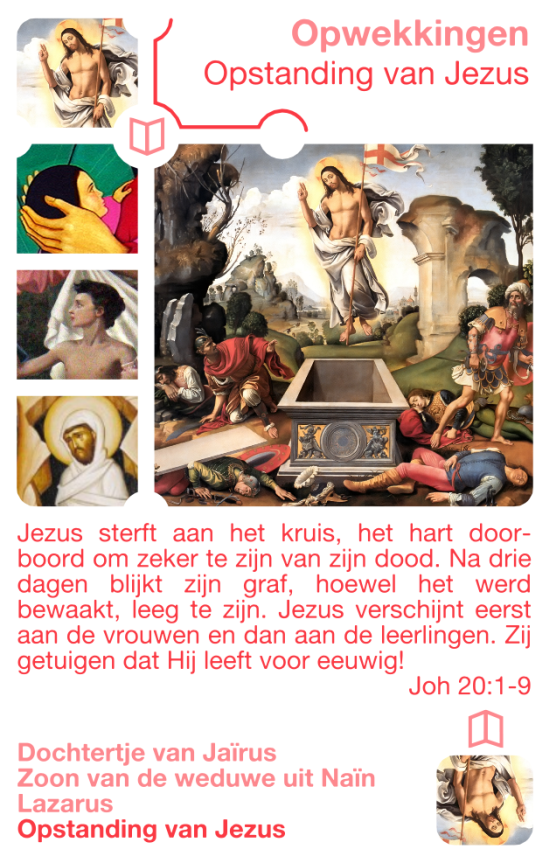 Opwekkingen
Opstanding van Jezus
Jezus sterft aan het kruis, het hart door-
boord om zeker te zijn van zijn dood. Na drie
dagen blijkt zijn graf, hoewel het werd
bewaakt, leeg te zijn. Jezus verschijnt eerst
aan de vrouwen en dan aan de leerlingen. Zij
getuigen dat Hij leeft voor eeuwig!
Joh 20:1-9
Dochtertje van Jaïrus
Zoon van de weduwe uit Naïn
Lazarus
Opstanding van Jezus